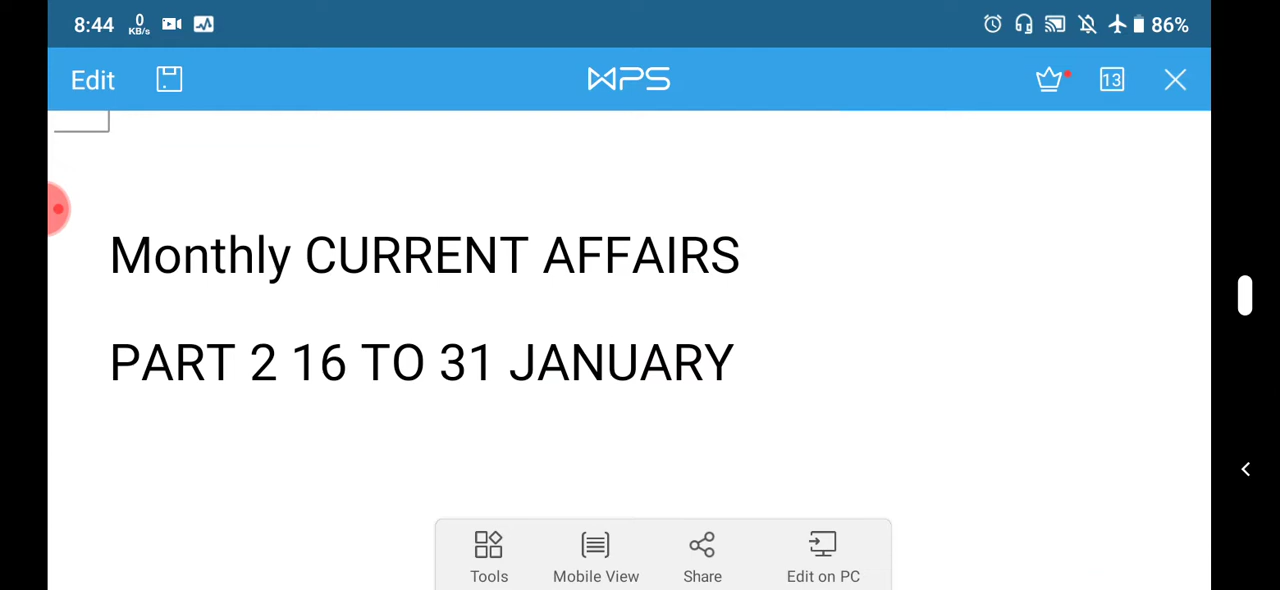 8:44 0 KB/s 86%
Edit WPS 13
Monthly CURRENT AFFAIRS
PART 2 16 TO 31 JANUARY
Tools Mobile View Share Edit on PC